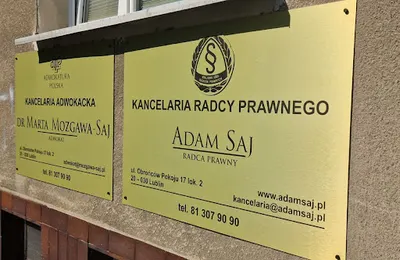 ADWOKATURA
POLSKA
KANCELARIA ADWOKACKA
DR MARTA MOZGAWA-SAJ
ADWOKAT
ul. Obrońców Pokoju 17 lok. 2
20 - 030 Lublin
adwokat@mozgawa-saj.pl
tel. 81 307 90 90
§
KANCELARIA RADCY PRAWNEGO
ADAM SAJ
RADCA PRAWNY
ul. Obrońców Pokoju 17 lok. 2
20 - 030 Lublin
www.adamsaj.pl
kancelaria@adamsaj.pl
tel. 81 307 90 90